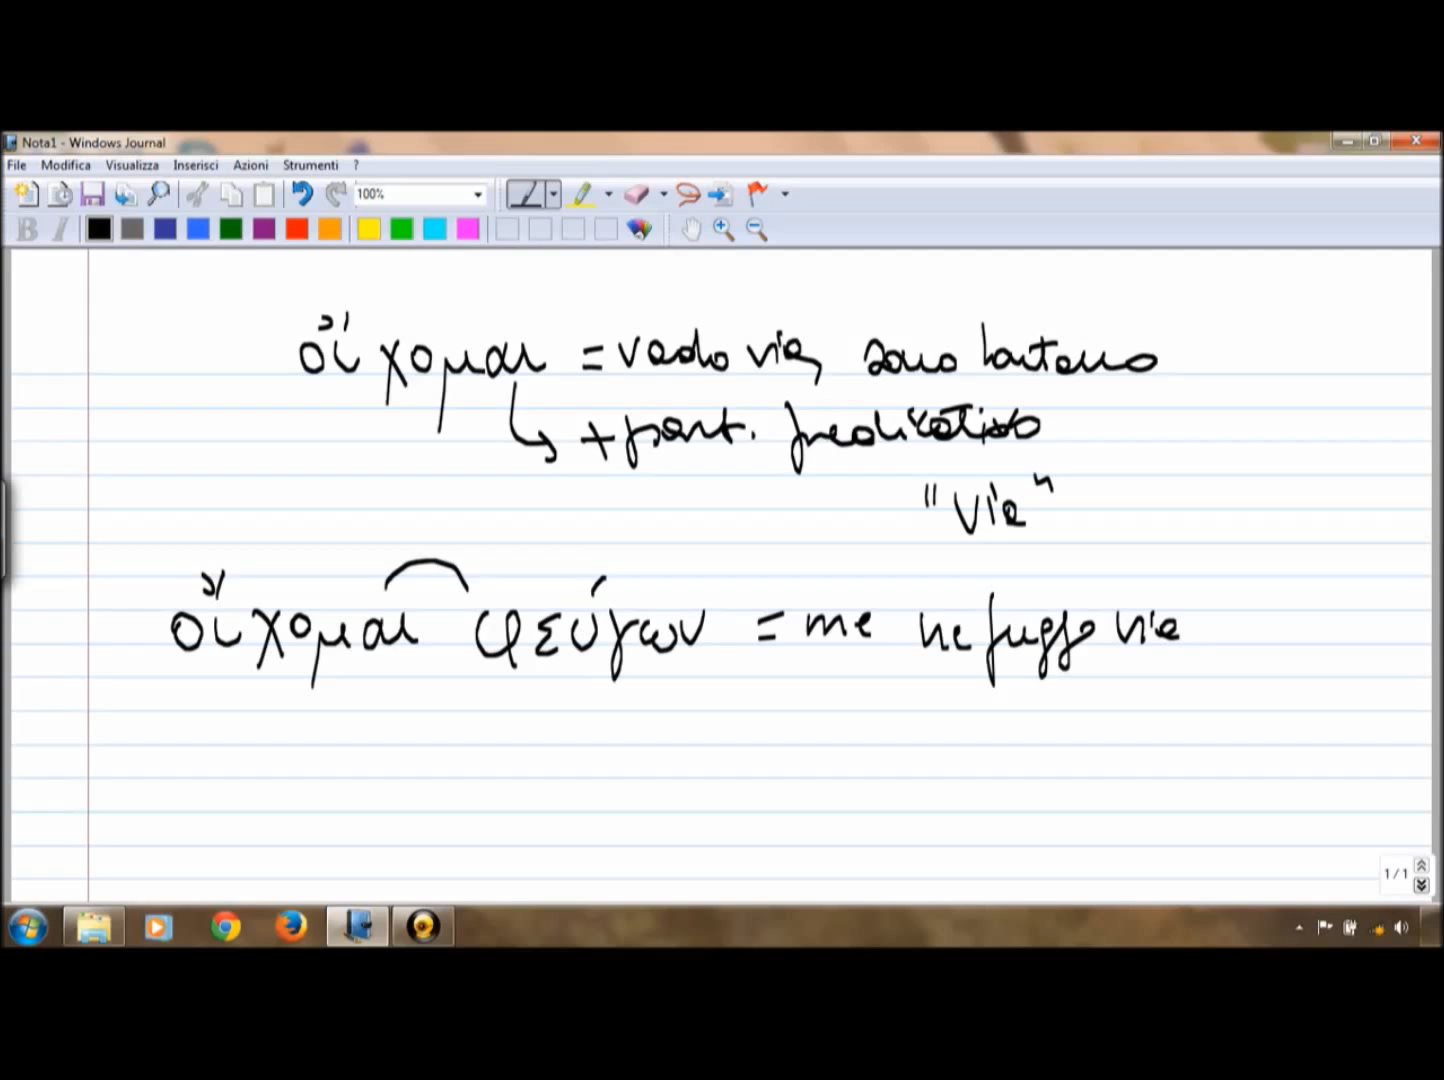 Nota1 - Windows Journal
File Modifica Visualizza Inserisci Azioni Strumenti ?
100%
B I
οἴχομαι = vado via, sono lontano
+ part. predicativo
"via"
οἴχομαι φεύγων = me ne fuggo via
1 / 1